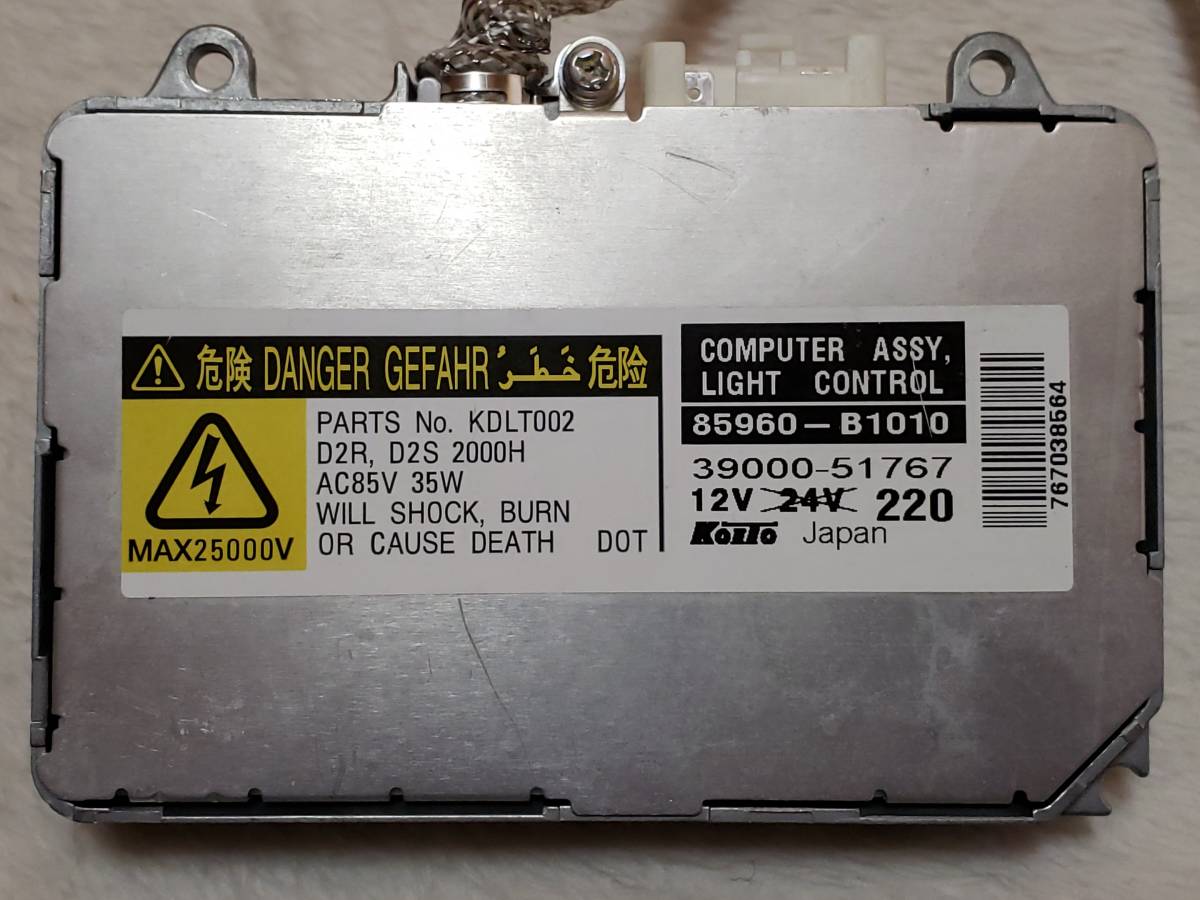 危険 DANGER GEFAHR خَطَرُ 危险
PARTS No. KDLT002
D2R, D2S 2000H
AC85V 35W
WILL SHOCK, BURN
OR CAUSE DEATH DOT
MAX25000V
COMPUTER ASSY,
LIGHT CONTROL
85960-B1010
39000-51767
12V 24V 220
KOITO Japan
767038564